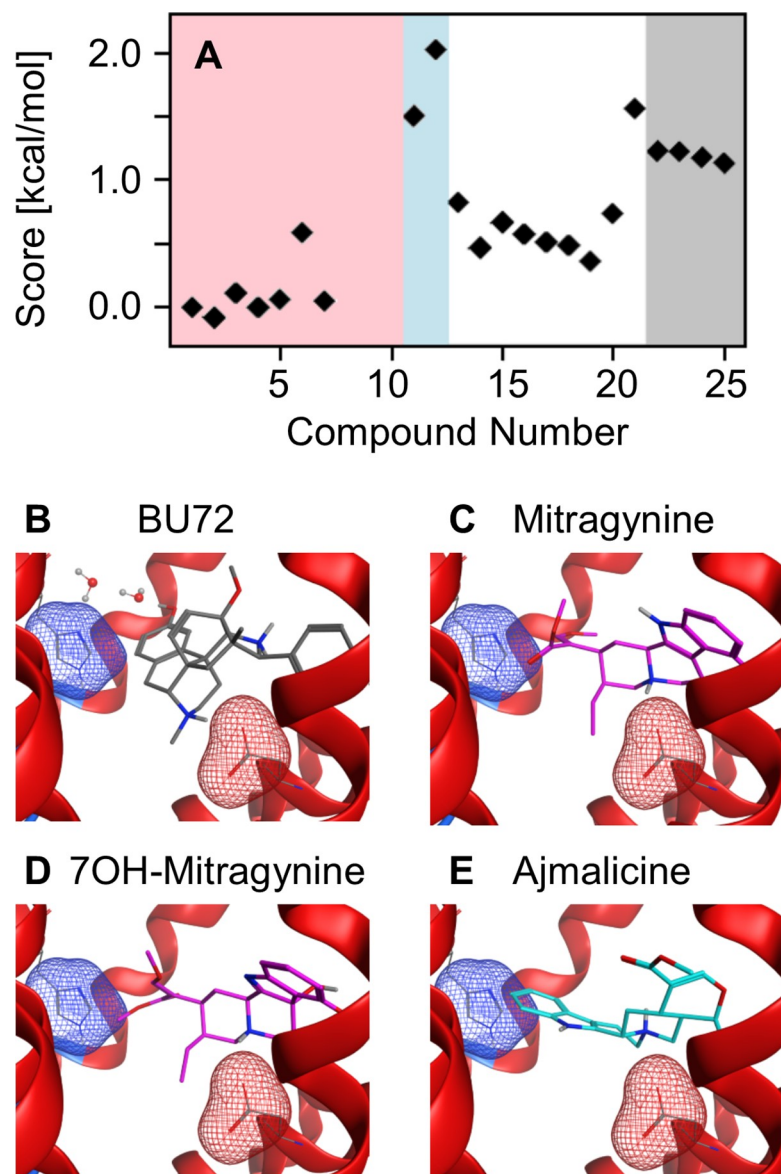 A
Score [kcal/mol]
2.0
1.0
0.0
5
10
15
20
25
Compound Number
B BU72
C Mitragynine
D 7OH-Mitragynine
E Ajmalicine